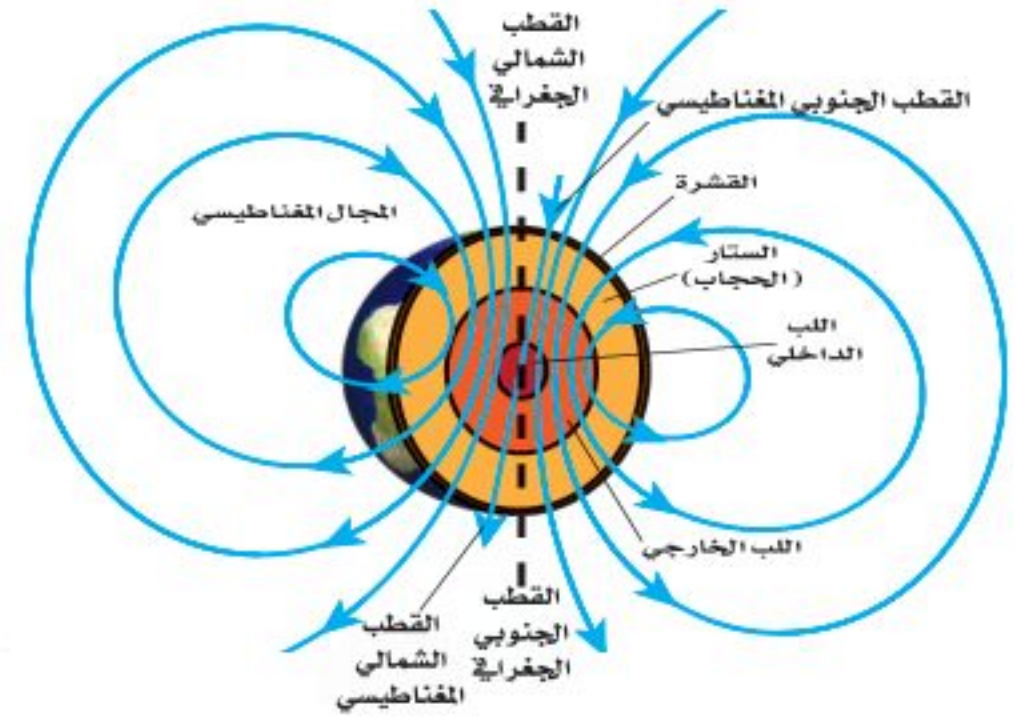 القطب
الشمالي
الجغرافي
القطب الجنوبي المغناطيسي
القشرة
المجال المغناطيسي
الستار
(الحجاب)
اللب
الداخلي
اللب الخارجي
القطب
الجنوبي
الجغرافي
القطب
الشمالي
المغناطيسي